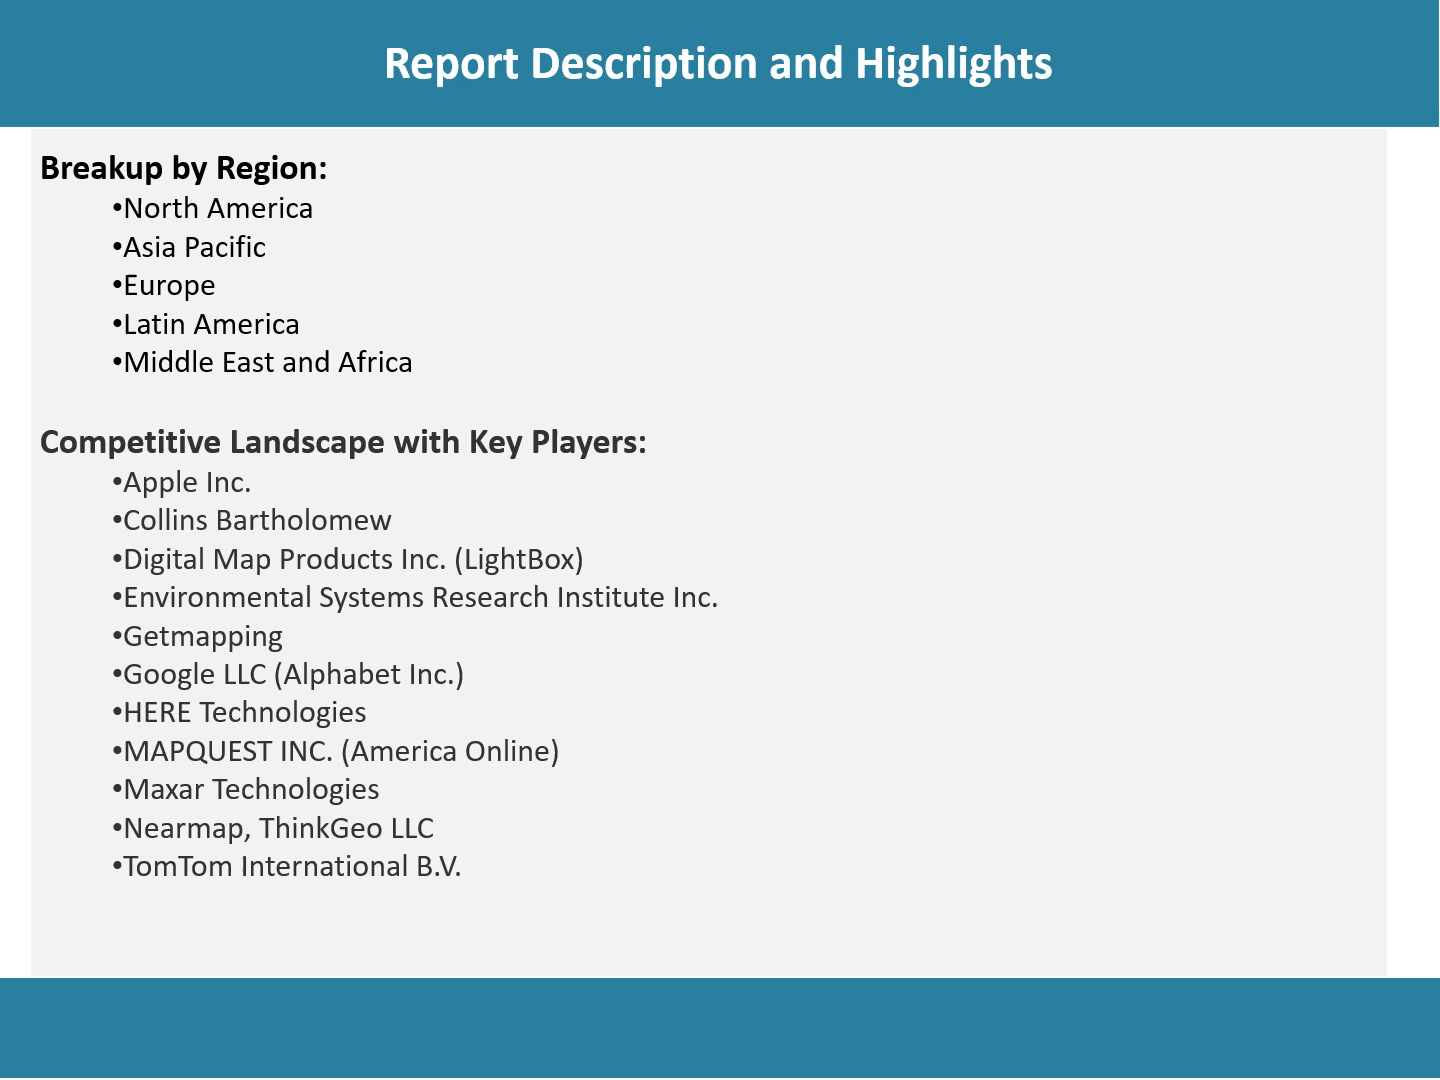 Report Description and Highlights
Breakup by Region:
•North America
•Asia Pacific
•Europe
•Latin America
•Middle East and Africa
Competitive Landscape with Key Players:
•Apple Inc.
•Collins Bartholomew
•Digital Map Products Inc. (LightBox)
•Environmental Systems Research Institute Inc.
•Getmapping
•Google LLC (Alphabet Inc.)
•HERE Technologies
•MAPQUEST INC. (America Online)
•Maxar Technologies
•Nearmap, ThinkGeo LLC
•TomTom International B.V.